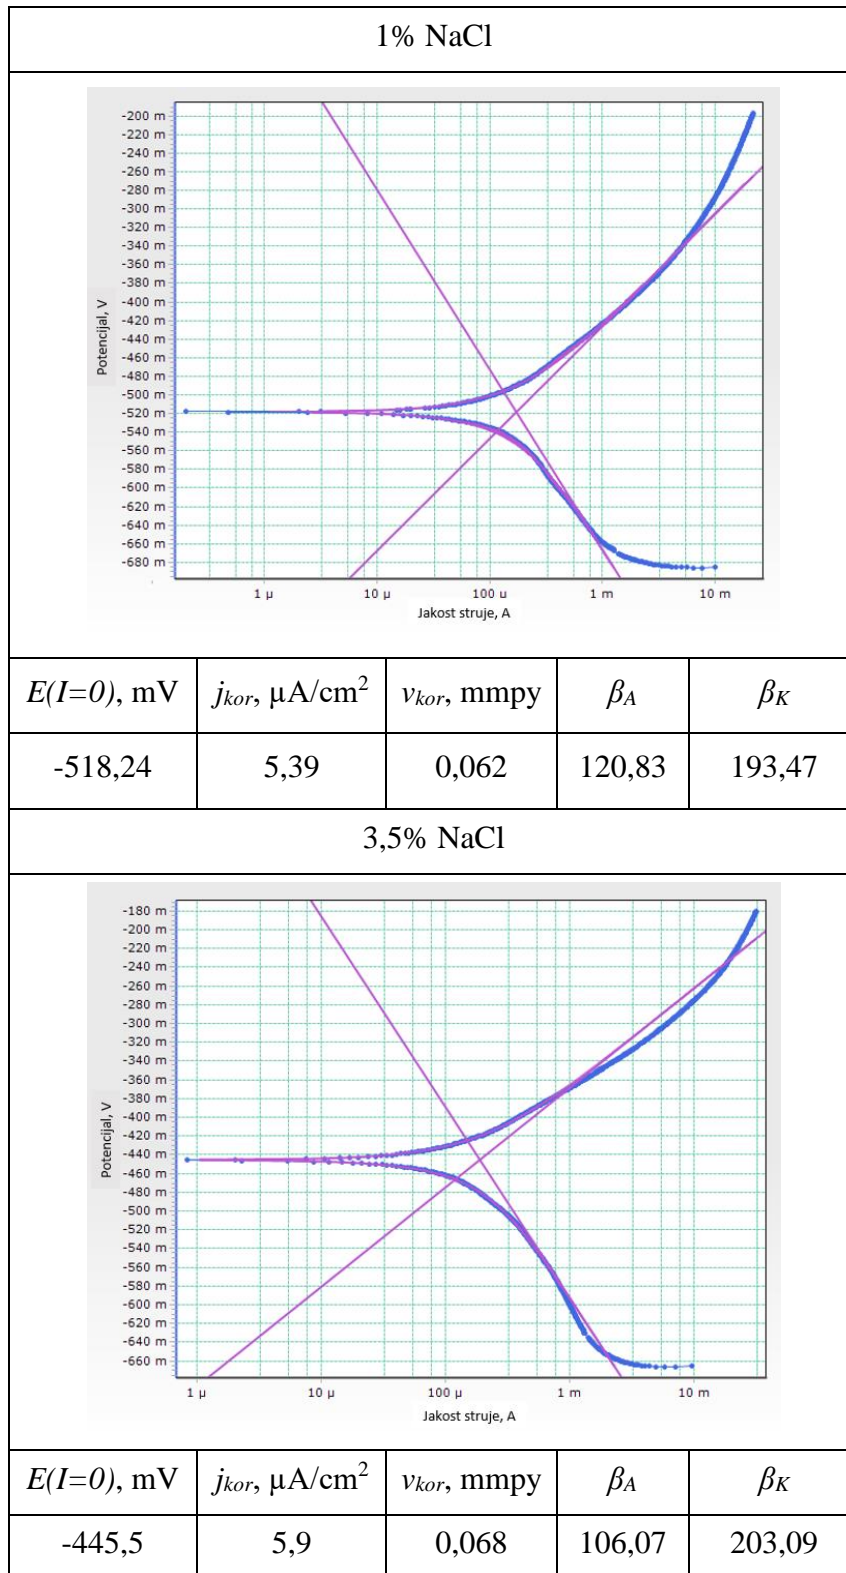 1% NaCl
-200 m
-220 m
-240 m
-260 m
-280 m
-300 m
-320 m
-340 m
-360 m
-380 m
-400 m
-420 m
-440 m
-460 m
-480 m
-500 m
-520 m
-540 m
-560 m
-580 m
-600 m
-620 m
-640 m
-660 m
-680 m
Potencijal, V
1 µ 10 µ 100 u 1 m 10 m
Jakost struje, A
E(I=0), mV jkor, µA/cm² vkor, mmpy βA βK
-518,24 5,39 0,062 120,83 193,47
3,5% NaCl
-180 m
-200 m
-220 m
-240 m
-260 m
-280 m
-300 m
-320 m
-340 m
-360 m
-380 m
-400 m
-420 m
-440 m
-460 m
-480 m
-500 m
-520 m
-540 m
-560 m
-580 m
-600 m
-620 m
-640 m
-660 m
Potencijal, V
1 µ 10 µ 100 µ 1 m 10 m
Jakost struje, A
E(I=0), mV jkor, µA/cm² vkor, mmpy βA βK
-445,5 5,9 0,068 106,07 203,09